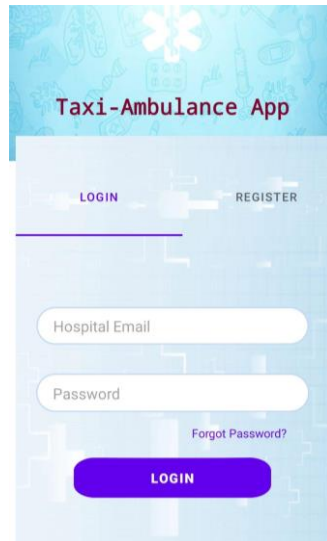 Taxi-Ambulance App
LOGIN REGISTER
Hospital Email
Password
Forgot Password?
LOGIN